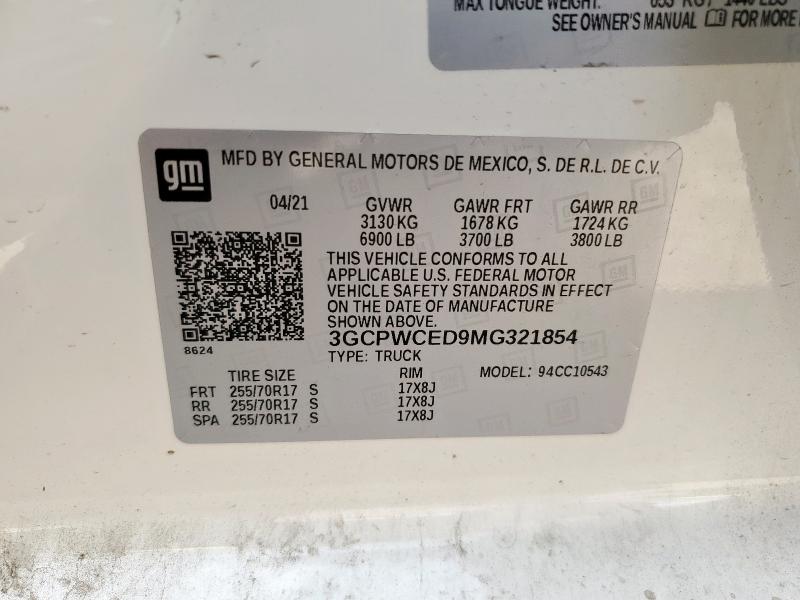 MAX TONGUE WEIGHT:
SEE OWNER'S MANUAL FOR MORE
gm
MFD BY GENERAL MOTORS DE MEXICO, S. DE R.L. DE C.V.
04/21 GVWR GAWR FRT GAWR RR
3130 KG 1678 KG 1724 KG
6900 LB 3700 LB 3800 LB
THIS VEHICLE CONFORMS TO ALL
APPLICABLE U.S. FEDERAL MOTOR
VEHICLE SAFETY STANDARDS IN EFFECT
ON THE DATE OF MANUFACTURE
SHOWN ABOVE.
3GCPWCED9MG321854
8624
TYPE: TRUCK
TIRE SIZE RIM MODEL: 94CC10543
FRT 255/70R17 S 17X8J
RR 255/70R17 S 17X8J
SPA 255/70R17 S 17X8J